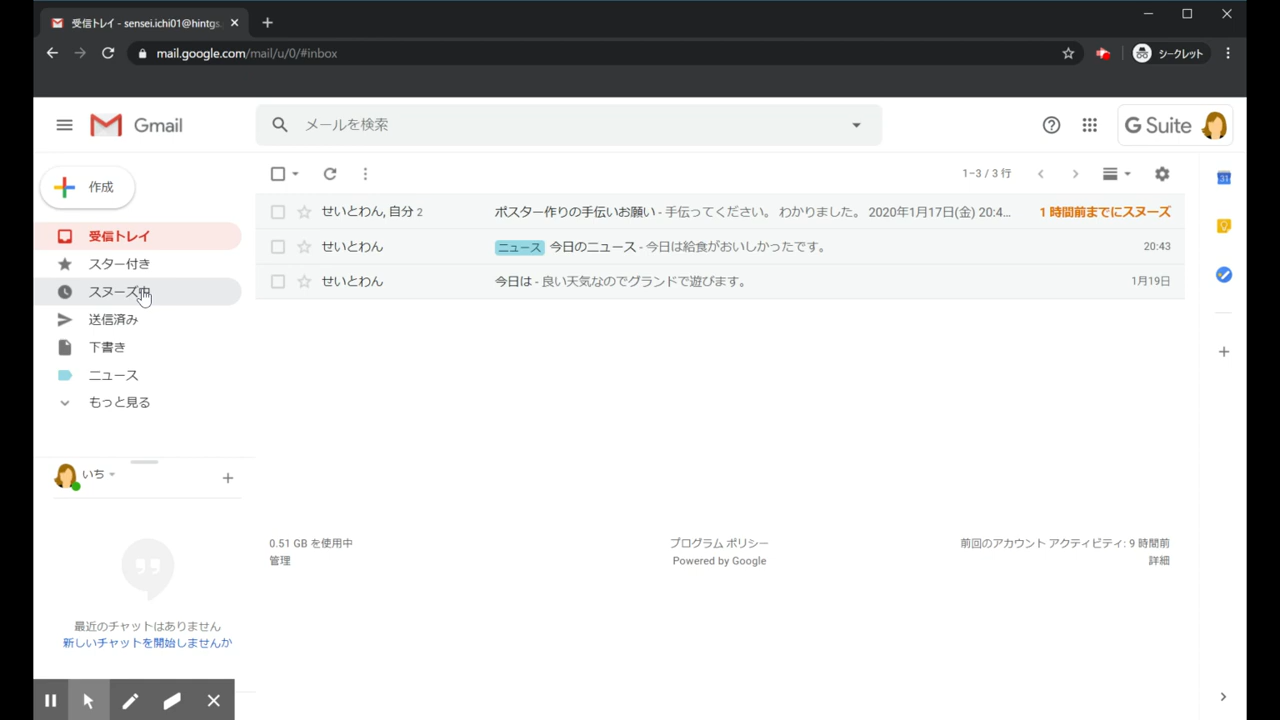 受信トレイ - sensei.ichi01@hintgs
mail.google.com/mail/u/0/#inbox
シークレット
Gmail
メールを検索
G Suite
作成
1–3 / 3 行
受信トレイ
スター付き
スヌーズ中
送信済み
下書き
ニュース
もっと見る
せいとわん, 自分 2 ポスター作りの手伝いお願い - 手伝ってください。 わかりました。 2020年1月17日(金) 20:4... 1 時間前までにスヌーズ
せいとわん ニュース 今日のニュース - 今日は給食がおいしかったです。 20:43
せいとわん 今日は - 良い天気なのでグランドで遊びます。 1月19日
31
いち
0.51 GB を使用中
管理
プログラム ポリシー
Powered by Google
前回のアカウント アクティビティ: 9 時間前
詳細
最近のチャットはありません
新しいチャットを開始しませんか